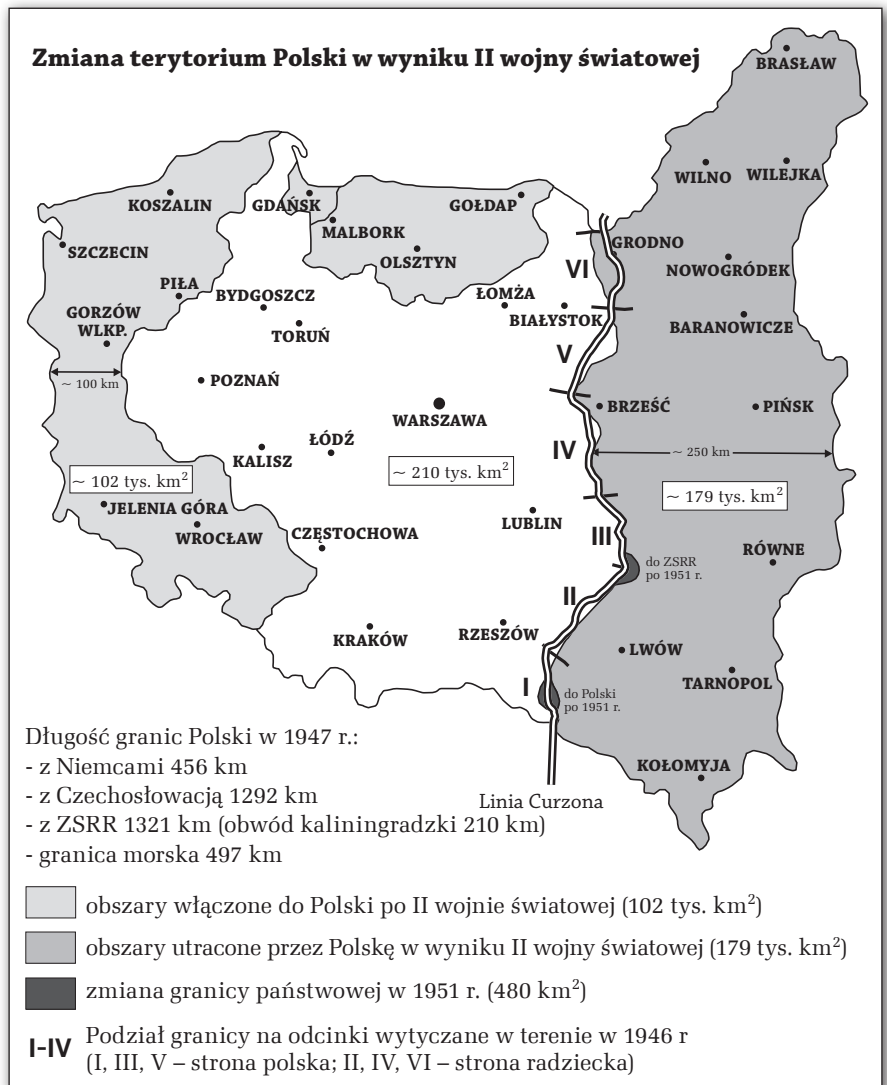 Zmiana terytorium Polski w wyniku II wojny światowej
BRASŁAW
WILNO
WILEJKA
KOSZALIN
GDAŃSK
GOŁDAP
MALBORK
SZCZECIN
OLSZTYN
GRODNO
VI
NOWOGRÓDEK
PIŁA
BYDGOSZCZ
ŁOMŻA
GORZÓW
WLKP.
TORUŃ
BIAŁYSTOK
BARANOWICZE
V
~ 100 km
POZNAŃ
WARSZAWA
BRZEŚĆ
PIŃSK
ŁÓDŹ
KALISZ
IV
~ 250 km
~ 102 tys. km²
~ 210 tys. km²
~ 179 tys. km²
JELENIA GÓRA
WROCŁAW
CZĘSTOCHOWA
LUBLIN
III
RÓWNE
do ZSRR
po 1951 r.
II
KRAKÓW
RZESZÓW
LWÓW
TARNOPOL
I
do Polski
po 1951 r.
KOŁOMYJA
Linia Curzona
Długość granic Polski w 1947 r.:
- z Niemcami 456 km
- z Czechosłowacją 1292 km
- z ZSRR 1321 km (obwód kaliningradzki 210 km)
- granica morska 497 km
obszary włączone do Polski po II wojnie światowej (102 tys. km²)
obszary utracone przez Polskę w wyniku II wojny światowej (179 tys. km²)
zmiana granicy państwowej w 1951 r. (480 km²)
I-IV Podział granicy na odcinki wytyczane w terenie w 1946 r
(I, III, V – strona polska; II, IV, VI – strona radziecka)